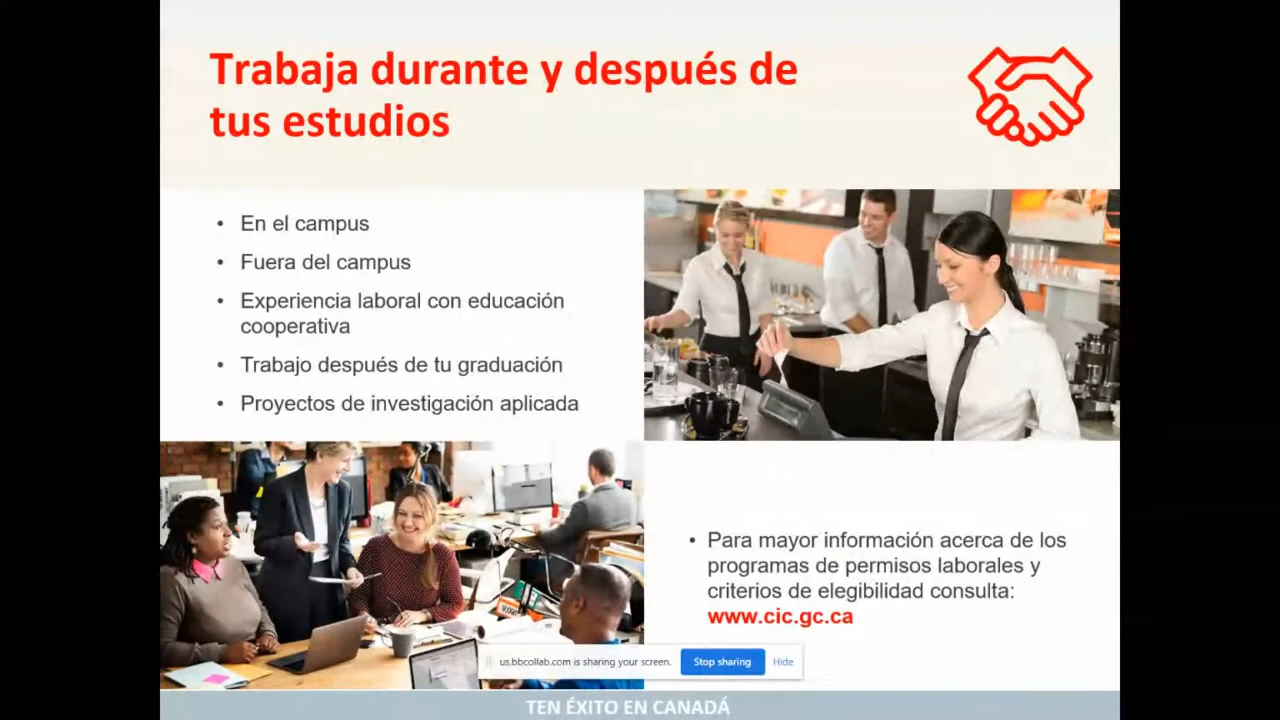 Trabaja durante y después de
tus estudios
• En el campus
• Fuera del campus
• Experiencia laboral con educación
cooperativa
• Trabajo después de tu graduación
• Proyectos de investigación aplicada
• Para mayor información acerca de los
programas de permisos laborales y
criterios de elegibilidad consulta:
www.cic.gc.ca
us.bbcollab.com is sharing your screen.
Stop sharing
Hide
TEN ÉXITO EN CANADÁ